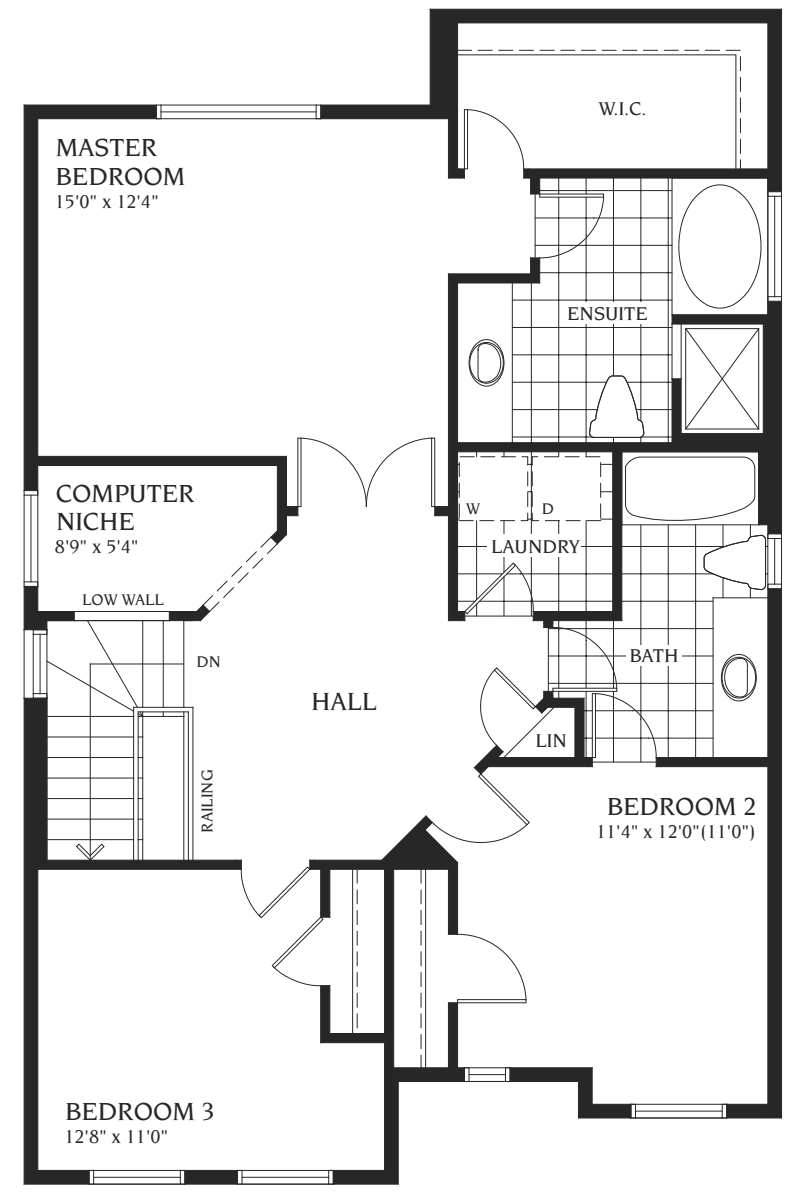 W.I.C.
MASTER
BEDROOM
15'0" x 12'4"
ENSUITE
COMPUTER
NICHE
8'9" x 5'4"
LOW WALL
W
D
LAUNDRY
DN
BATH
HALL
LIN
RAILING
BEDROOM 2
11'4" x 12'0"(11'0")
BEDROOM 3
12'8" x 11'0"